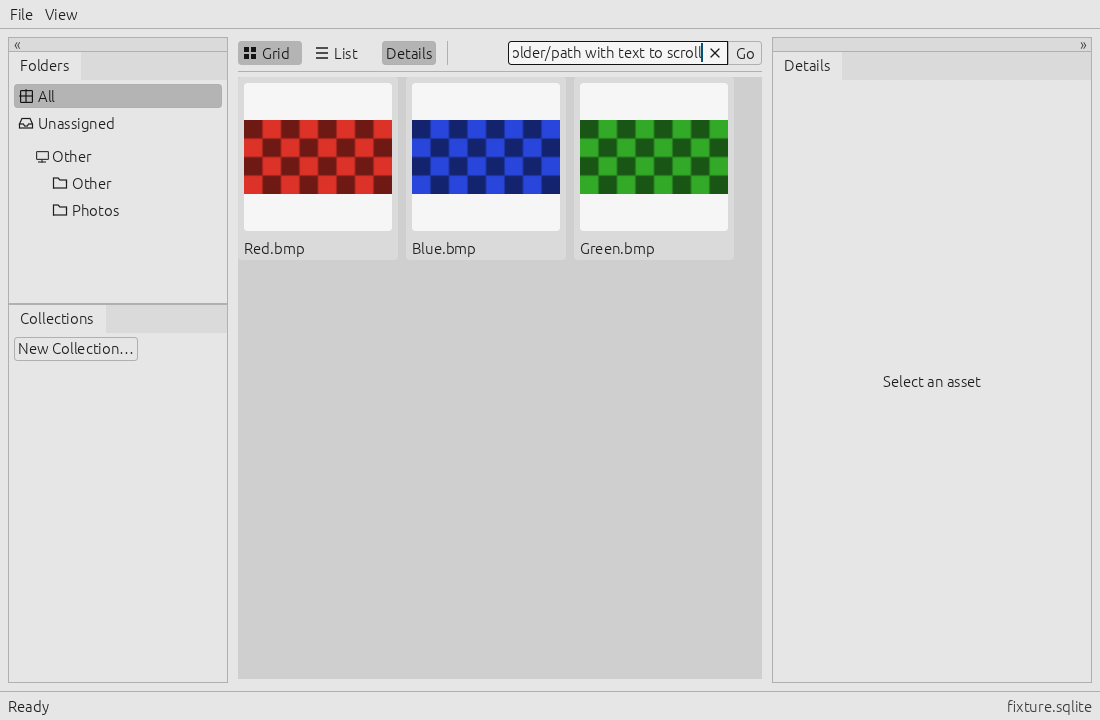 File View
«
Folders
All
Unassigned
Other
Other
Photos
Collections
New Collection…
Grid List Details
older/path with text to scroll ✕ Go
Red.bmp Blue.bmp Green.bmp
»
Details
Select an asset
Ready
fixture.sqlite